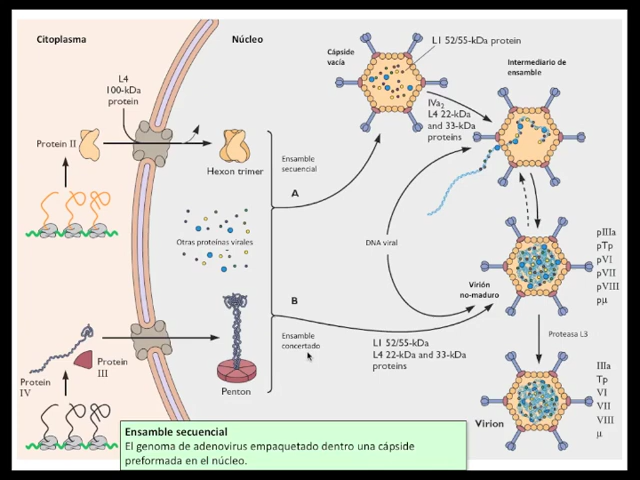 Citoplasma
Núcleo
L4
100-kDa
protein
Protein II
Hexon trimer
Otras proteínas virales
Protein
IV
Protein
III
Penton
Ensamble
secuencial
A
B
Ensamble
concertado
Cápside
vacía
L1 52/55-kDa protein
Intermediario de
ensamble
IVa2
L4 22-kDa
and 33-kDa
proteins
DNA viral
Virión
no-maduro
L1 52/55-kDa
L4 22-kDa and 33-kDa
proteins
pIIIa
pTp
pVI
pVII
pVIII
pμ
Proteasa L3
Virion
IIIa
Tp
VI
VII
VIII
μ
Ensamble secuencial
El genoma de adenovirus empaquetado dentro una cápside
preformada en el núcleo.